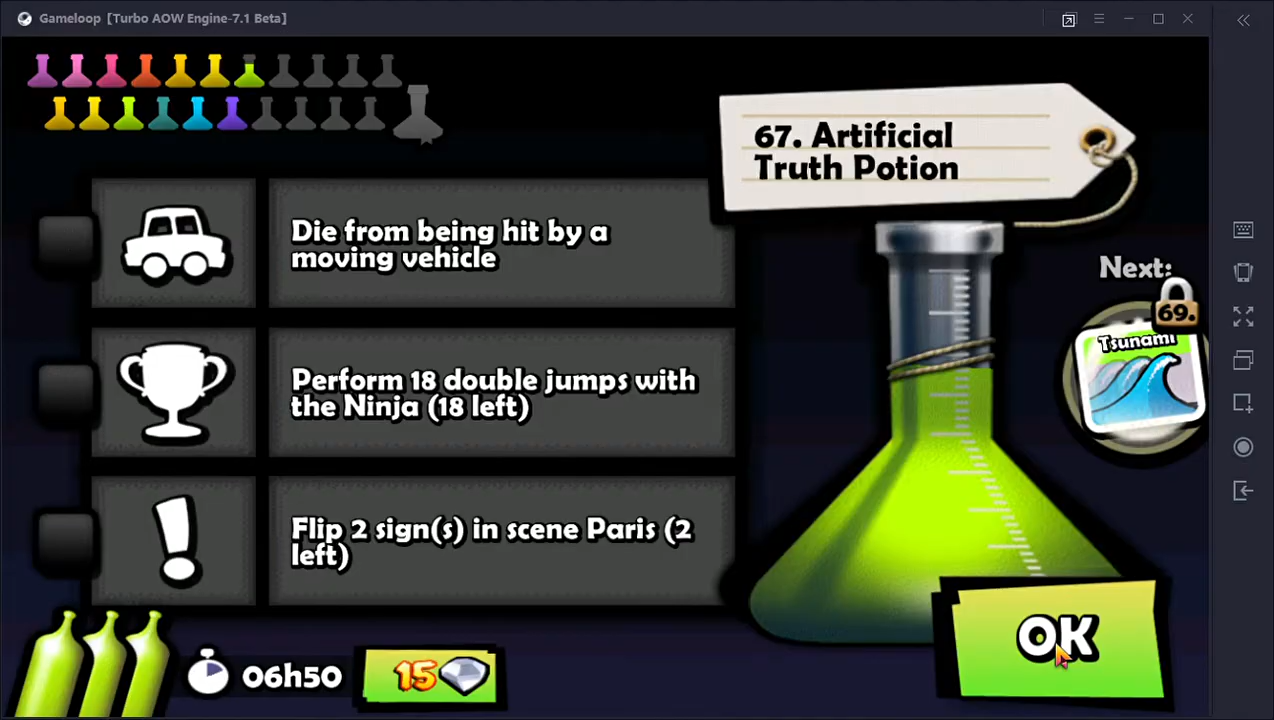 Gameloop【Turbo AOW Engine-7.1 Beta】
67. Artificial
Truth Potion
Die from being hit by a
moving vehicle
Next:
69.
Tsunami
Perform 18 double jumps with
the Ninja (18 left)
Flip 2 sign(s) in scene Paris (2
left)
06h50
15
OK